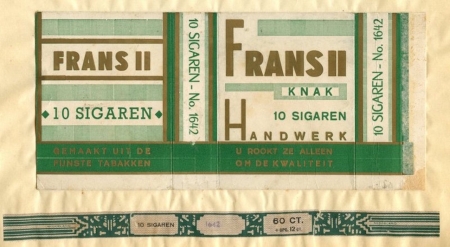 FRANS II
10 SIGAREN
GEMAAKT UIT DE
FIJNSTE TABAKKEN
10 SIGAREN - No. 1642
FRANS II
KNAK
10 SIGAREN
HANDWERK
U ROOKT ZE ALLEEN
OM DE KWALITEIT
10 SIGAREN - No. 1642
10 SIGAREN
1642
60 CT.